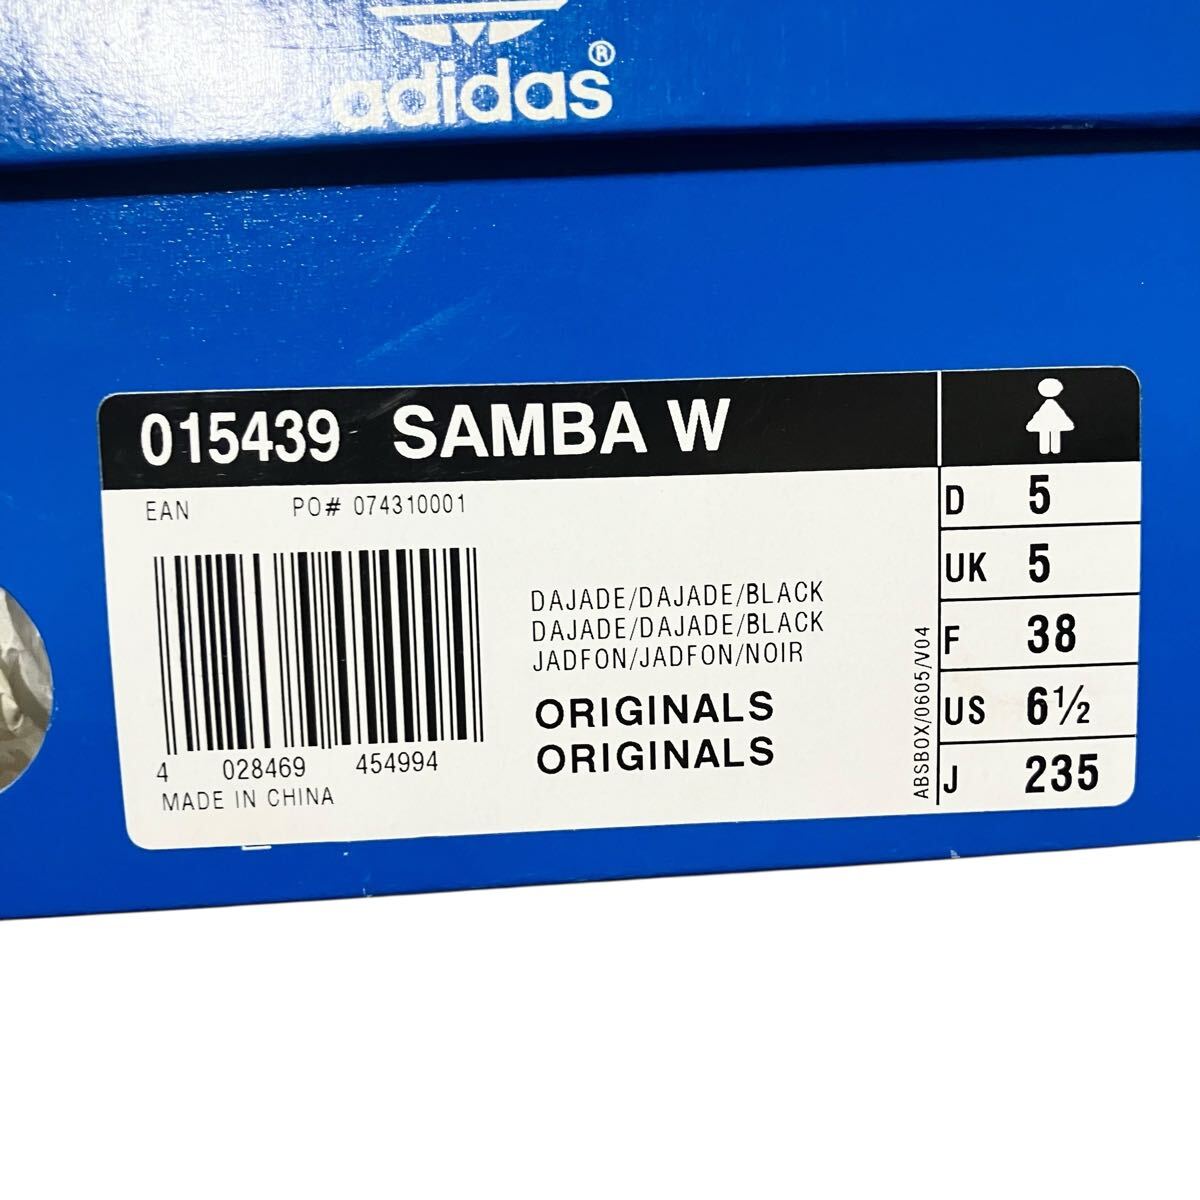 adidas®
015439 SAMBA W
EAN PO# 074310001
DAJADE/DAJADE/BLACK
DAJADE/DAJADE/BLACK
JADFON/JADFON/NOIR
ORIGINALS
ORIGINALS
4 028469 454994
MADE IN CHINA
ABSBOX/0605/V04
D 5
UK 5
F 38
US 6½
J 235